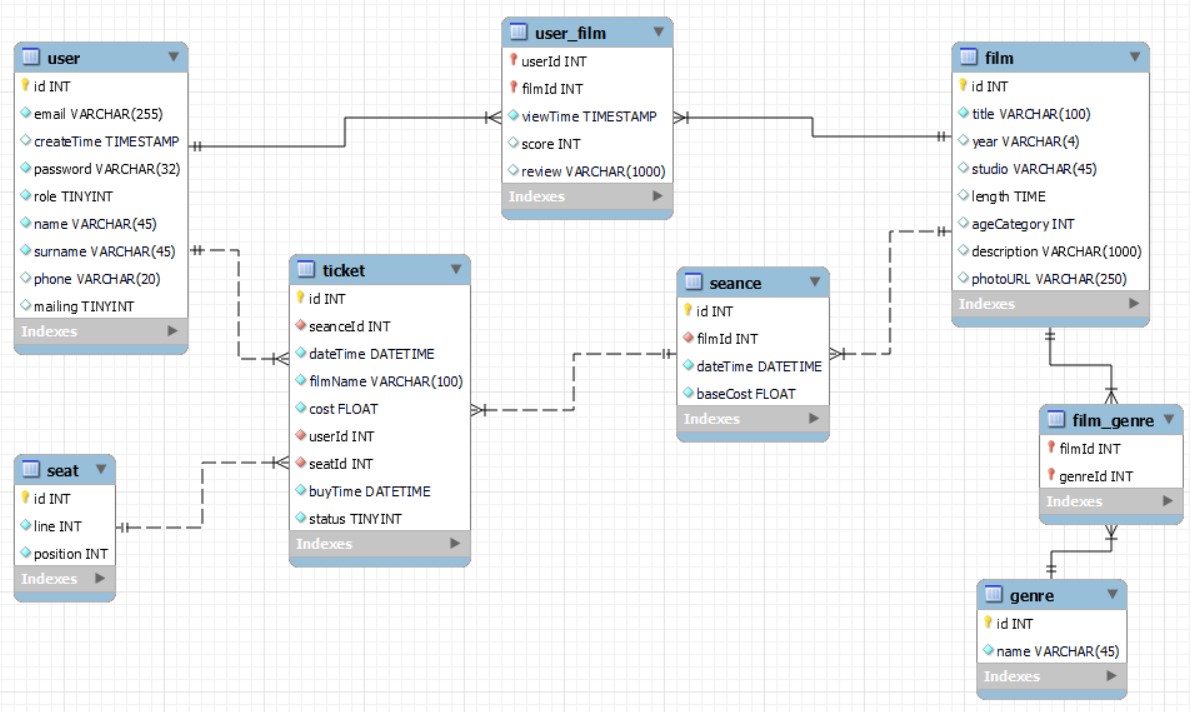 user
id INT
email VARCHAR(255)
createTime TIMESTAMP
password VARCHAR(32)
role TINYINT
name VARCHAR(45)
surname VARCHAR(45)
phone VARCHAR(20)
mailing TINYINT
Indexes
user_film
userId INT
filmId INT
viewTime TIMESTAMP
score INT
review VARCHAR(1000)
Indexes
film
id INT
title VARCHAR(100)
year VARCHAR(4)
studio VARCHAR(45)
length TIME
ageCategory INT
description VARCHAR(1000)
photoURL VARCHAR(250)
Indexes
ticket
id INT
seanceId INT
dateTime DATETIME
filmName VARCHAR(100)
cost FLOAT
userId INT
seatId INT
buyTime DATETIME
status TINYINT
Indexes
seance
id INT
filmId INT
dateTime DATETIME
baseCost FLOAT
Indexes
film_genre
filmId INT
genreId INT
Indexes
seat
id INT
line INT
position INT
Indexes
genre
id INT
name VARCHAR(45)
Indexes